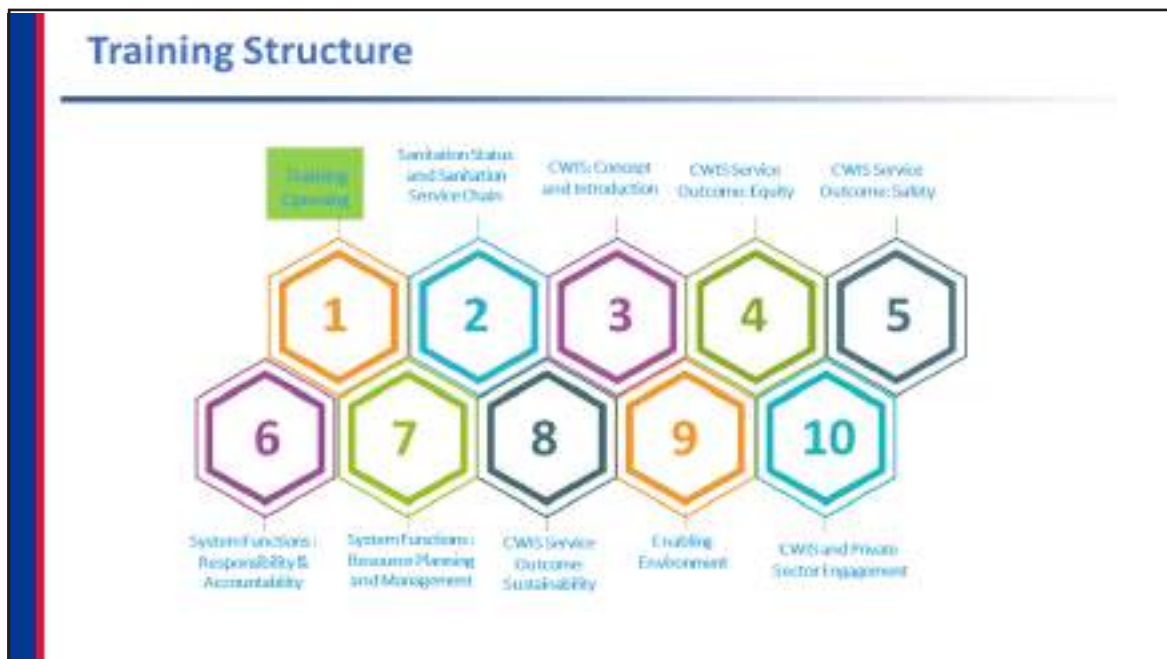 Training Structure
Training
Opening
Sanitation Status
and Sanitation
Service Chain
CWIS: Concept
and Introduction
CWIS Service
Outcome: Equity
CWIS Service
Outcome: Safety
1
2
3
4
5
6
7
8
9
10
System Functions :
Responsibility &
Accountability
System Functions :
Resource Planning
and Management
CWIS Service
Outcome:
Sustainability
Enabling
Environment
CWIS and Private
Sector Engagement